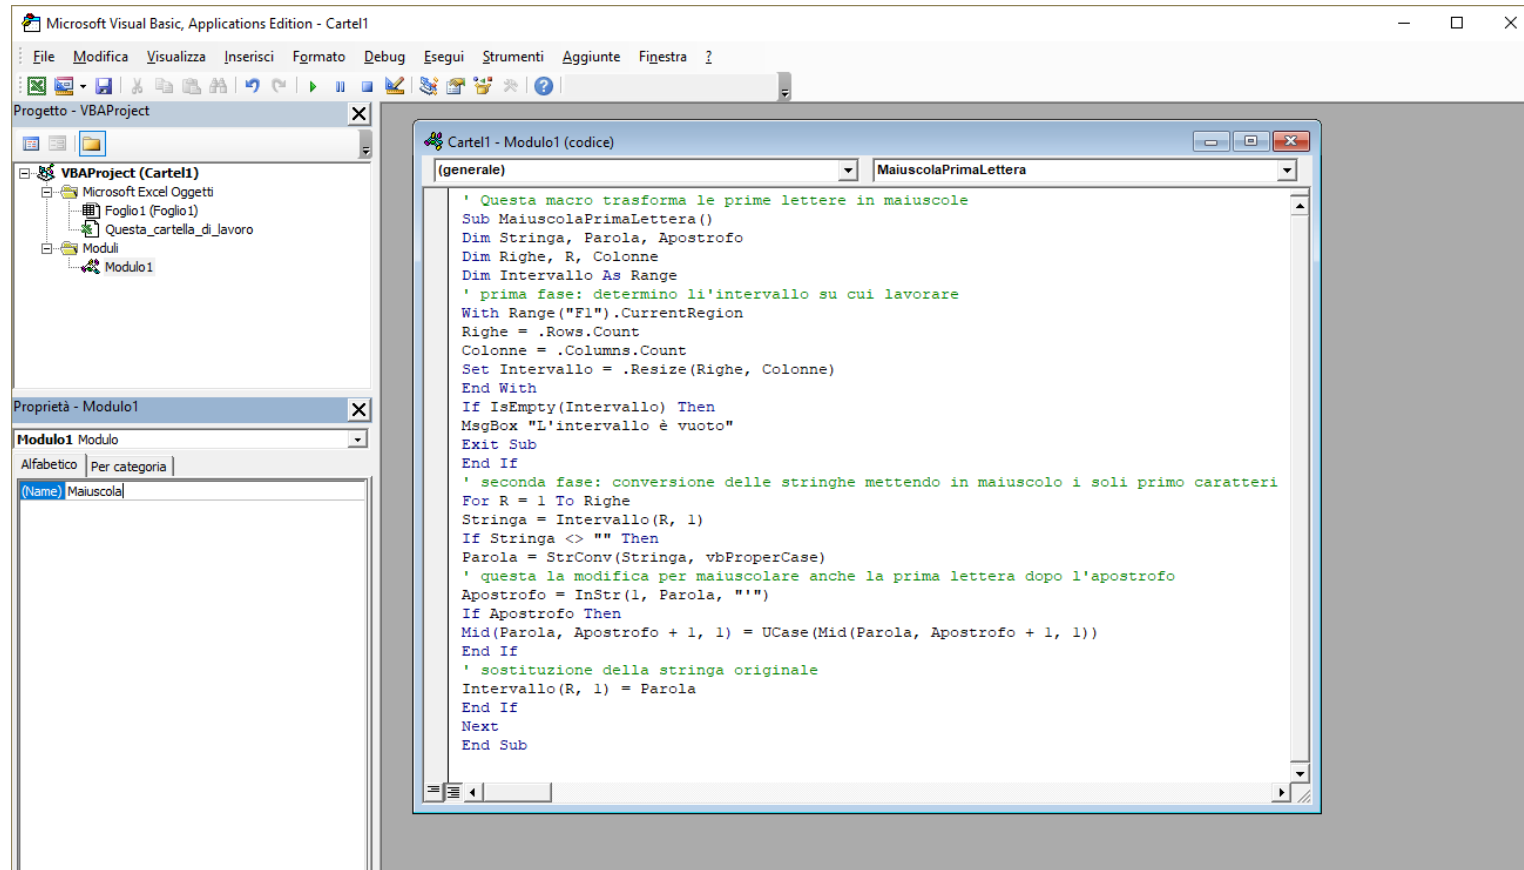 Microsoft Visual Basic, Applications Edition - Cartel1
File Modifica Visualizza Inserisci Formato Debug Esegui Strumenti Aggiunte Finestra ?
Progetto - VBAProject
VBAProject (Cartel1)
Microsoft Excel Oggetti
Foglio1 (Foglio1)
Questa_cartella_di_lavoro
Moduli
Modulo1
Proprietà - Modulo1
Modulo1 Modulo
Alfabetico Per categoria
(Name) Maiuscola
Cartel1 - Modulo1 (codice)
(generale) MaiuscolaPrimaLettera
' Questa macro trasforma le prime lettere in maiuscole
Sub MaiuscolaPrimaLettera()
Dim Stringa, Parola, Apostrofo
Dim Righe, R, Colonne
Dim Intervallo As Range
' prima fase: determino li'intervallo su cui lavorare
With Range("F1").CurrentRegion
Righe = .Rows.Count
Colonne = .Columns.Count
Set Intervallo = .Resize(Righe, Colonne)
End With
If IsEmpty(Intervallo) Then
MsgBox "L'intervallo è vuoto"
Exit Sub
End If
' seconda fase: conversione delle stringhe mettendo in maiuscolo i soli primo caratteri
For R = 1 To Righe
Stringa = Intervallo(R, 1)
If Stringa <> "" Then
Parola = StrConv(Stringa, vbProperCase)
' questa la modifica per maiuscolare anche la prima lettera dopo l'apostrofo
Apostrofo = InStr(1, Parola, "'")
If Apostrofo Then
Mid(Parola, Apostrofo + 1, 1) = UCase(Mid(Parola, Apostrofo + 1, 1))
End If
' sostituzione della stringa originale
Intervallo(R, 1) = Parola
End If
Next
End Sub